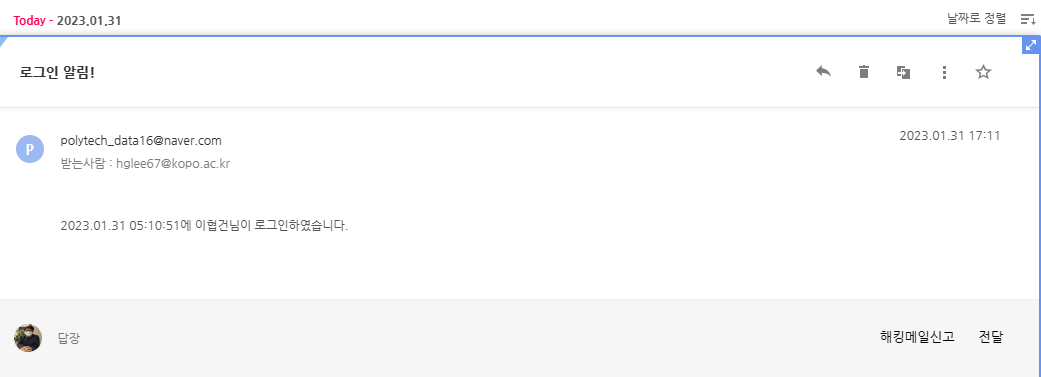 Today - 2023.01.31
날짜로 정렬
로그인 알림!
P
polytech_data16@naver.com
2023.01.31 17:11
받는사람 : hglee67@kopo.ac.kr
2023.01.31 05:10:51에 이협건님이 로그인하였습니다.
답장
해킹메일신고 전달